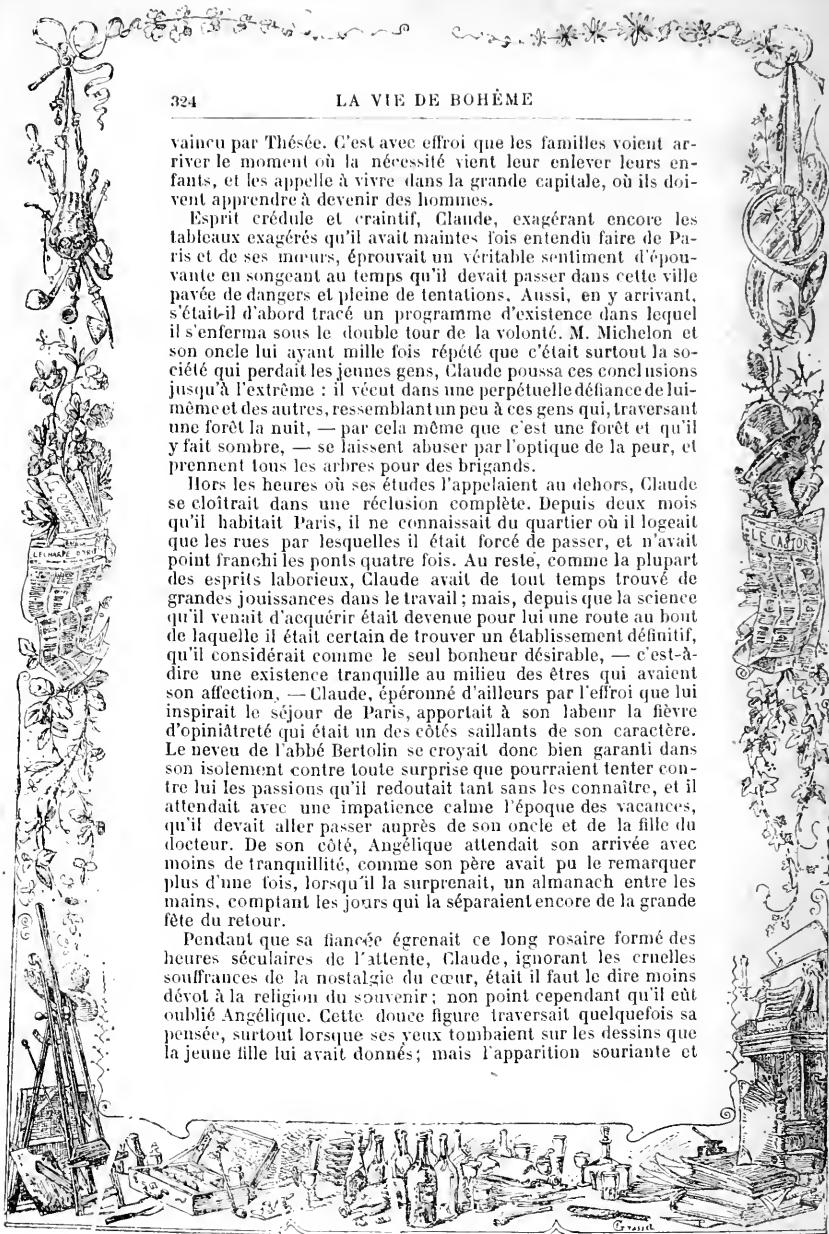 324 LA VIE DE BOHÈME
vaincu par Thésée. C'est avec effroi que les familles voient ar-
river le moment où la nécessité vient leur enlever leurs en-
fants, et les appelle à vivre dans la grande capitale, où ils doi-
vent apprendre à devenir des hommes.
Esprit crédule et craintif, Claude, exagérant encore les
tableaux exagérés qu'il avait maintes fois entendu faire de Pa-
ris et de ses mœurs, éprouvait un véritable sentiment d'épou-
vante en songeant au temps qu'il devait passer dans cette ville
pavée de dangers et pleine de tentations. Aussi, en y arrivant,
s'était-il d'abord tracé un programme d'existence dans lequel
il s'enferma sous le double tour de la volonté. M. Michelon et
son oncle lui ayant mille fois répété que c'était surtout la so-
ciété qui perdait les jeunes gens, Claude poussa ces conclusions
jusqu'à l'extrême : il vécut dans une perpétuelle défiance de lui-
même et des autres, ressemblant un peu à ces gens qui, traversant
une forêt la nuit, — par cela même que c'est une forêt et qu'il
y fait sombre, — se laissent abuser par l'optique de la peur, et
prennent tous les arbres pour des brigands.
Hors les heures où ses études l'appelaient au dehors, Claude
se cloîtrait dans une réclusion complète. Depuis deux mois
qu'il habitait Paris, il ne connaissait du quartier où il logeait
que les rues par lesquelles il était forcé de passer, et n'avait
point franchi les ponts quatre fois. Au reste, comme la plupart
des esprits laborieux, Claude avait de tout temps trouvé de
grandes jouissances dans le travail ; mais, depuis que la science
qu'il venait d'acquérir était devenue pour lui une route au bout
de laquelle il était certain de trouver un établissement définitif,
qu'il considérait comme le seul bonheur désirable, — c'est-à-
dire une existence tranquille au milieu des êtres qui avaient
son affection, — Claude, éperonné d'ailleurs par l'effroi que lui
inspirait le séjour de Paris, apportait à son labeur la fièvre
d'opiniâtreté qui était un des côtés saillants de son caractère.
Le neveu de l'abbé Bertolin se croyait donc bien garanti dans
son isolement contre toute surprise que pourraient tenter con-
tre lui les passions qu'il redoutait tant sans les connaître, et il
attendait avec une impatience calme l'époque des vacances,
qu'il devait aller passer auprès de son oncle et de la fille du
docteur. De son côté, Angélique attendait son arrivée avec
moins de tranquillité, comme son père avait pu le remarquer
plus d'une fois, lorsqu'il la surprenait, un almanach entre les
mains, comptant les jours qui la séparaient encore de la grande
fête du retour.
Pendant que sa fiancée égrenait ce long rosaire formé des
heures séculaires de l'attente, Claude, ignorant les cruelles
souffrances de la nostalgie du cœur, était il faut le dire moins
dévot à la religion du souvenir ; non point cependant qu'il eût
oublié Angélique. Cette douce figure traversait quelquefois sa
pensée, surtout lorsque ses yeux tombaient sur les dessins que
la jeune fille lui avait donnés ; mais l'apparition souriante et
LECHARPE D'IRIS
LE CASTOR
Grasset